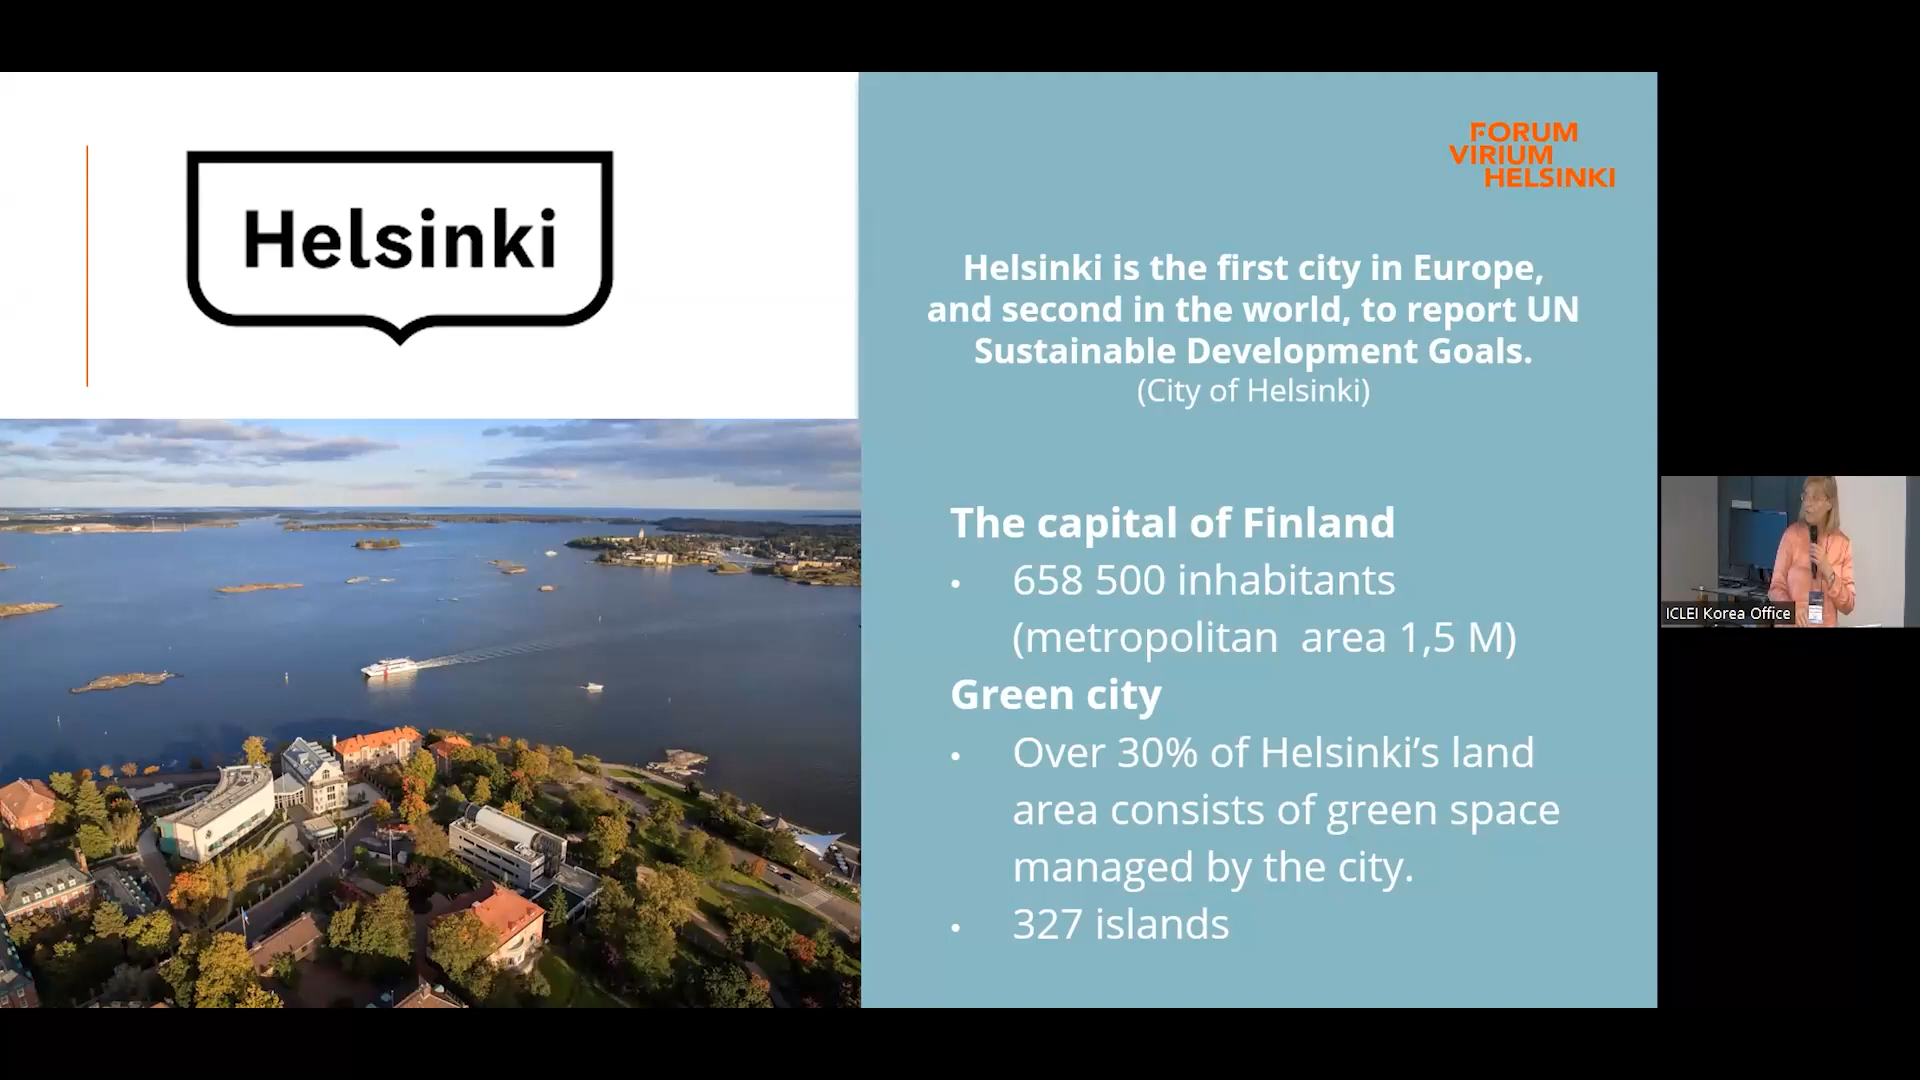 Helsinki
FORUM
VIRIUM
HELSINKI
Helsinki is the first city in Europe,
and second in the world, to report UN
Sustainable Development Goals.
(City of Helsinki)
The capital of Finland
• 658 500 inhabitants
(metropolitan area 1,5 M)
Green city
• Over 30% of Helsinki’s land
area consists of green space
managed by the city.
• 327 islands
ICLEI Korea Office